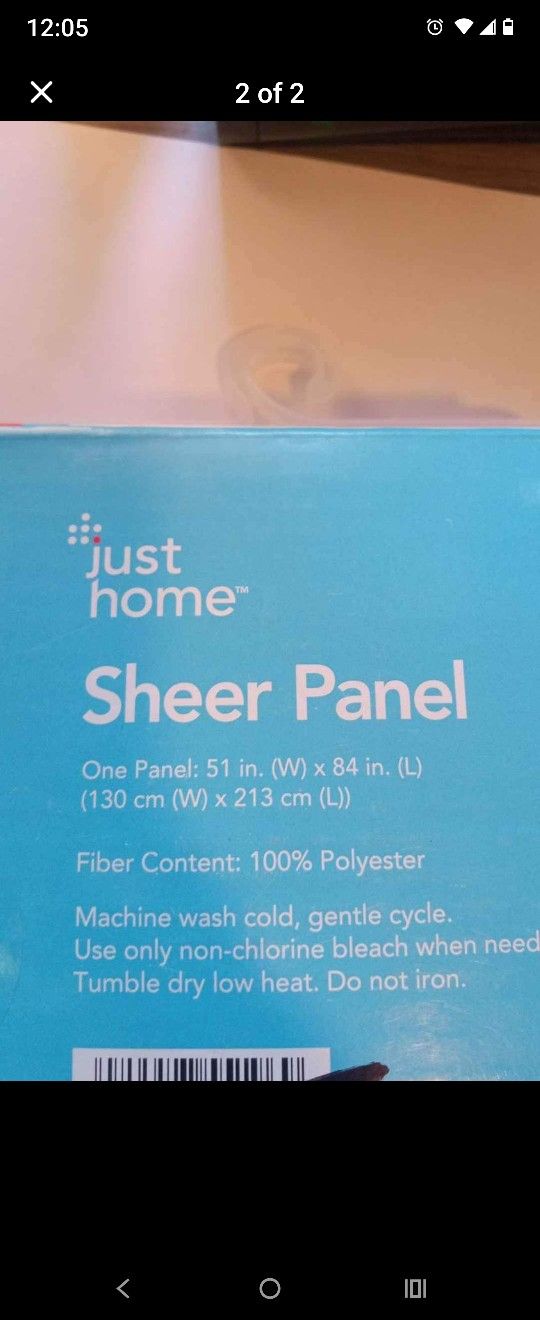 12:05
2 of 2
just
home™
Sheer Panel
One Panel: 51 in. (W) x 84 in. (L)
(130 cm (W) x 213 cm (L))
Fiber Content: 100% Polyester
Machine wash cold, gentle cycle.
Use only non-chlorine bleach when need
Tumble dry low heat. Do not iron.